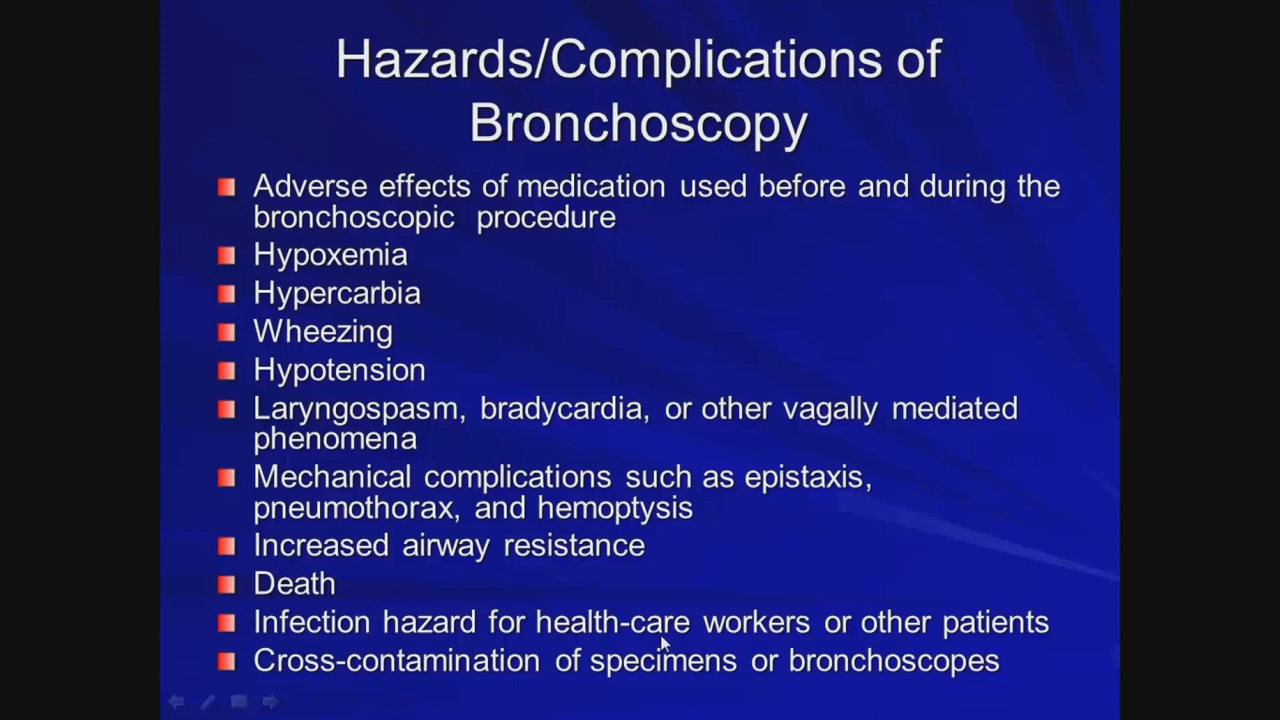 Hazards/Complications of
Bronchoscopy
Adverse effects of medication used before and during the
bronchoscopic procedure
Hypoxemia
Hypercarbia
Wheezing
Hypotension
Laryngospasm, bradycardia, or other vagally mediated
phenomena
Mechanical complications such as epistaxis,
pneumothorax, and hemoptysis
Increased airway resistance
Death
Infection hazard for health-care workers or other patients
Cross-contamination of specimens or bronchoscopes